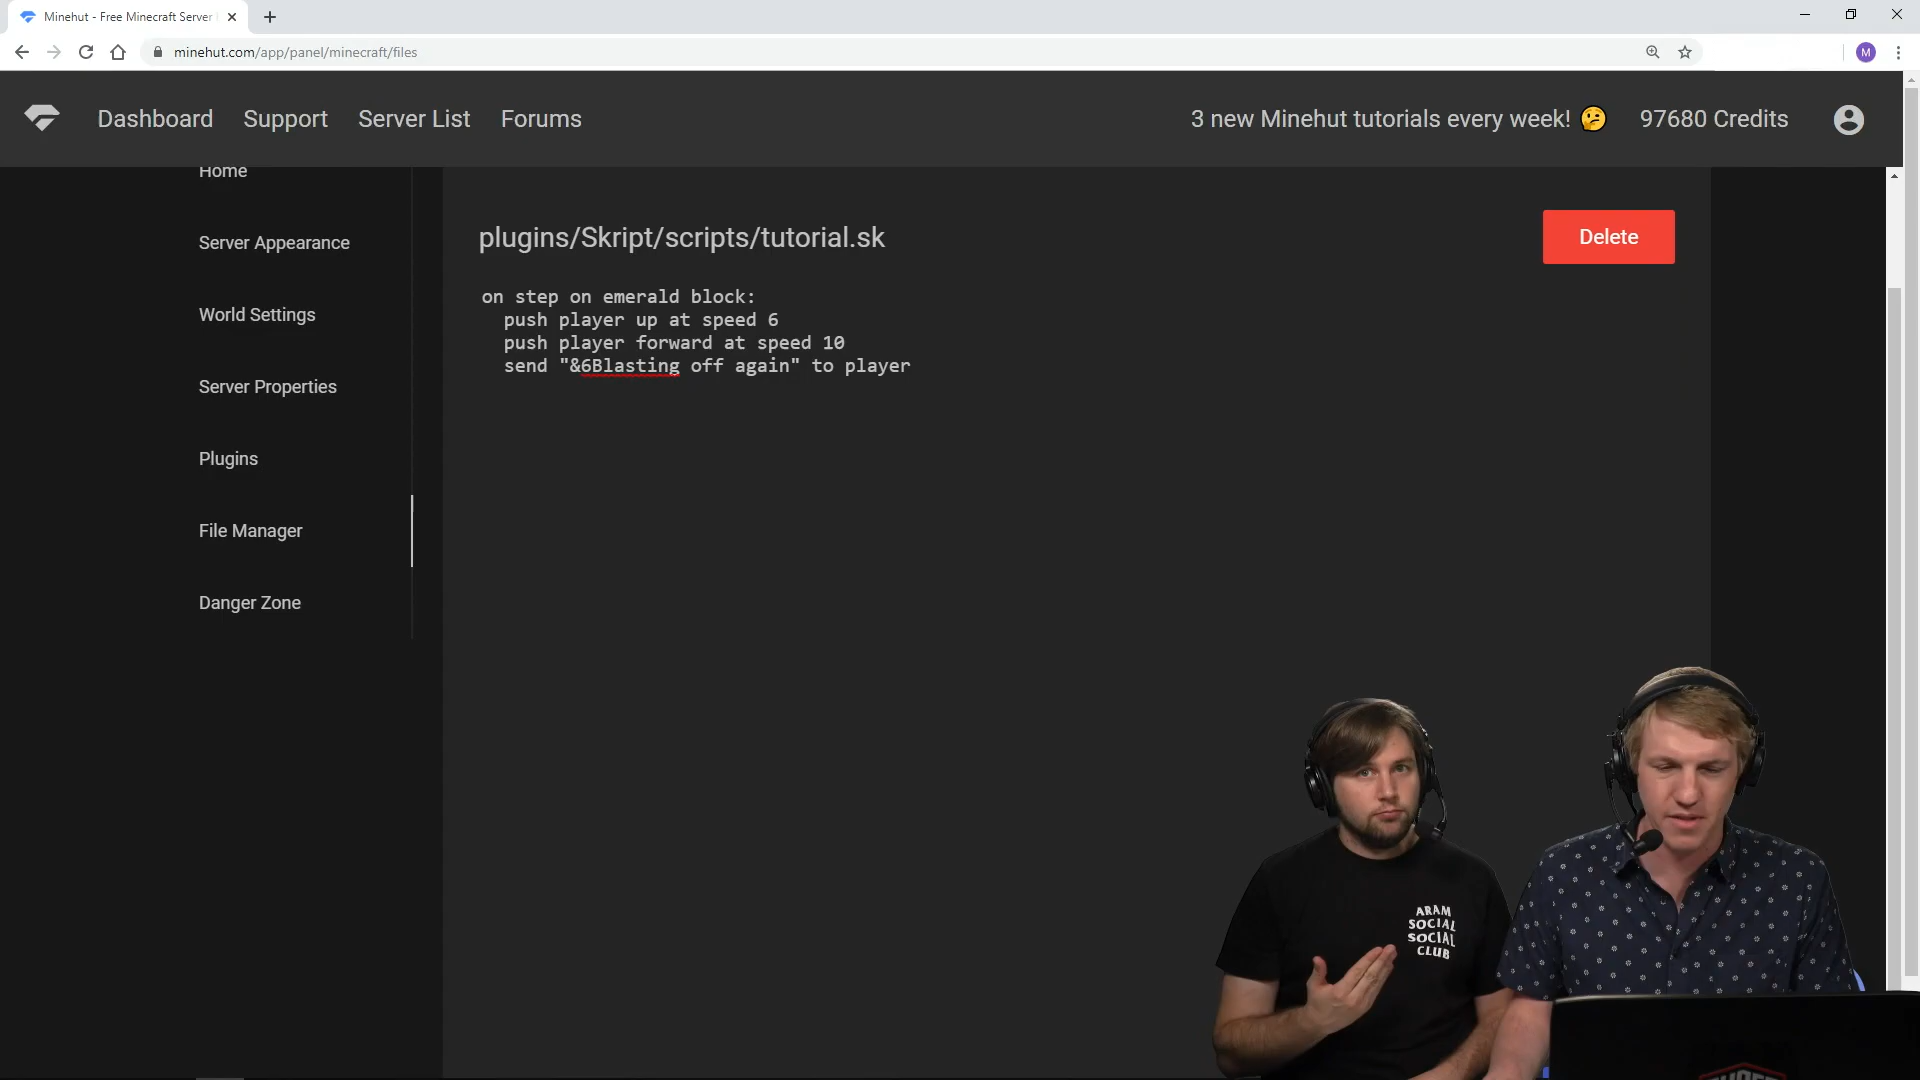 Minehut - Free Minecraft Server
minehut.com/app/panel/minecraft/files
M
Dashboard
Support
Server List
Forums
3 new Minehut tutorials every week! 🤔
97680 Credits
Home
Server Appearance
World Settings
Server Properties
Plugins
File Manager
Danger Zone
plugins/Skript/scripts/tutorial.sk
Delete
on step on emerald block:
push player up at speed 6
push player forward at speed 10
send "&6Blasting off again" to player
ARAM
SOCIAL
SOCIAL
CLUB